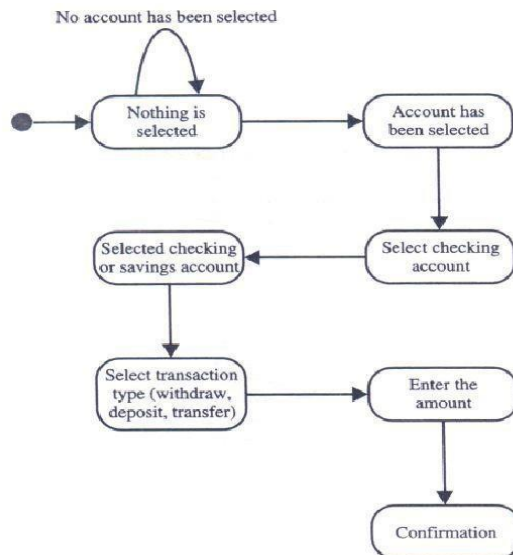 No account has been selected
Nothing is
selected
Account has
been selected
Selected checking
or savings account
Select checking
account
Select transaction
type (withdraw,
deposit, transfer)
Enter the
amount
Confirmation